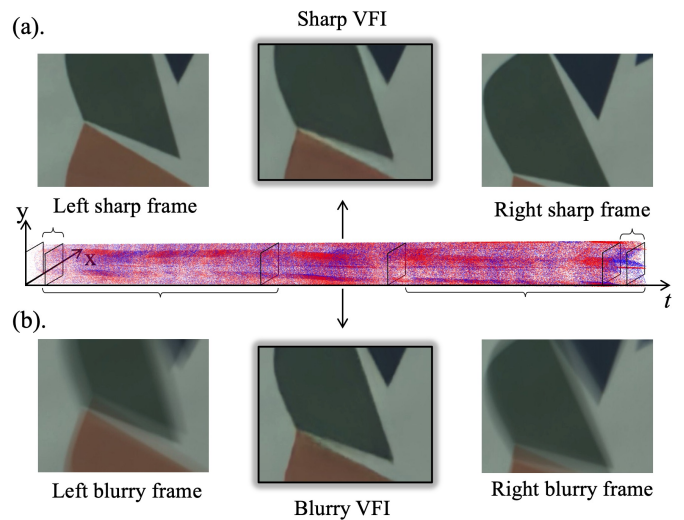 (a).
Sharp VFI
Left sharp frame
Right sharp frame
y
x
t
(b).
Left blurry frame
Blurry VFI
Right blurry frame